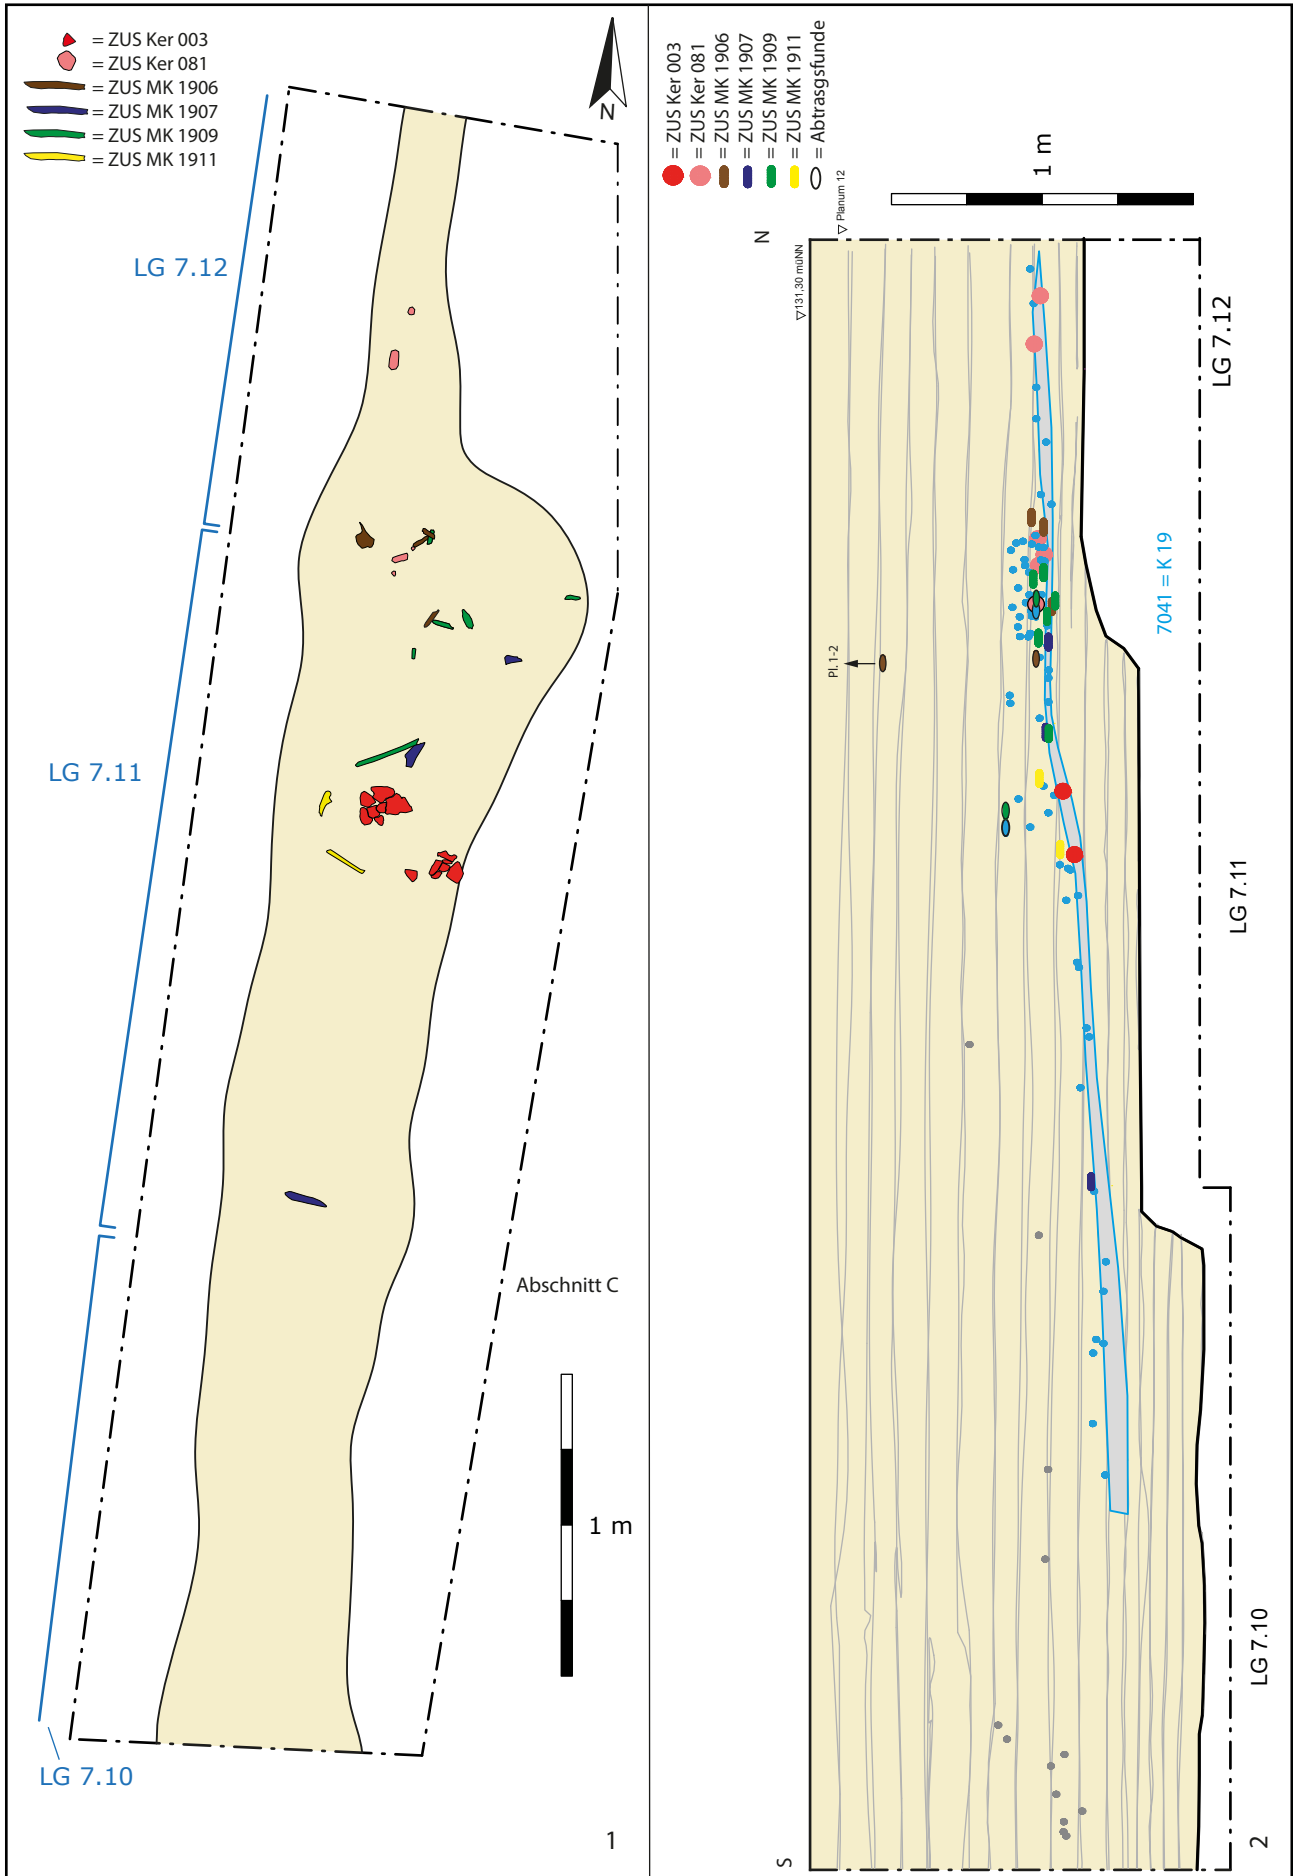 = ZUS Ker 003
= ZUS Ker 081
= ZUS MK 1906
= ZUS MK 1907
= ZUS MK 1909
= ZUS MK 1911
N
LG 7.12
LG 7.11
Abschnitt C
1 m
LG 7.10
1
= ZUS Ker 003
= ZUS Ker 081
= ZUS MK 1906
= ZUS MK 1907
= ZUS MK 1909
= ZUS MK 1911
= Abtrasgsfunde
1 m
N
Planum 12
131,30 müNN
LG 7.12
7041 = K 19
Pl. 1-2
LG 7.11
LG 7.10
S
2